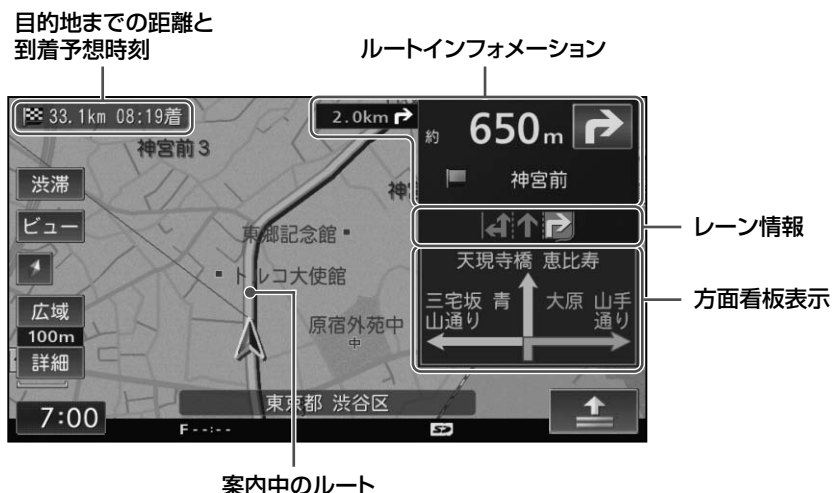 目的地までの距離と
到着予想時刻
ルートインフォメーション
33.1km 08:19着
2.0km
約 650m
神宮前3
神宮前
渋滞
神
レーン情報
ビュー
東郷記念館
天現寺橋 恵比寿
トルコ大使館
方面看板表示
三宅坂 青
山通り
大原 山手
通り
広域
100m
詳細
原宿外苑中
中
東京都 渋谷区
7:00
F--:--
SD
案内中のルート